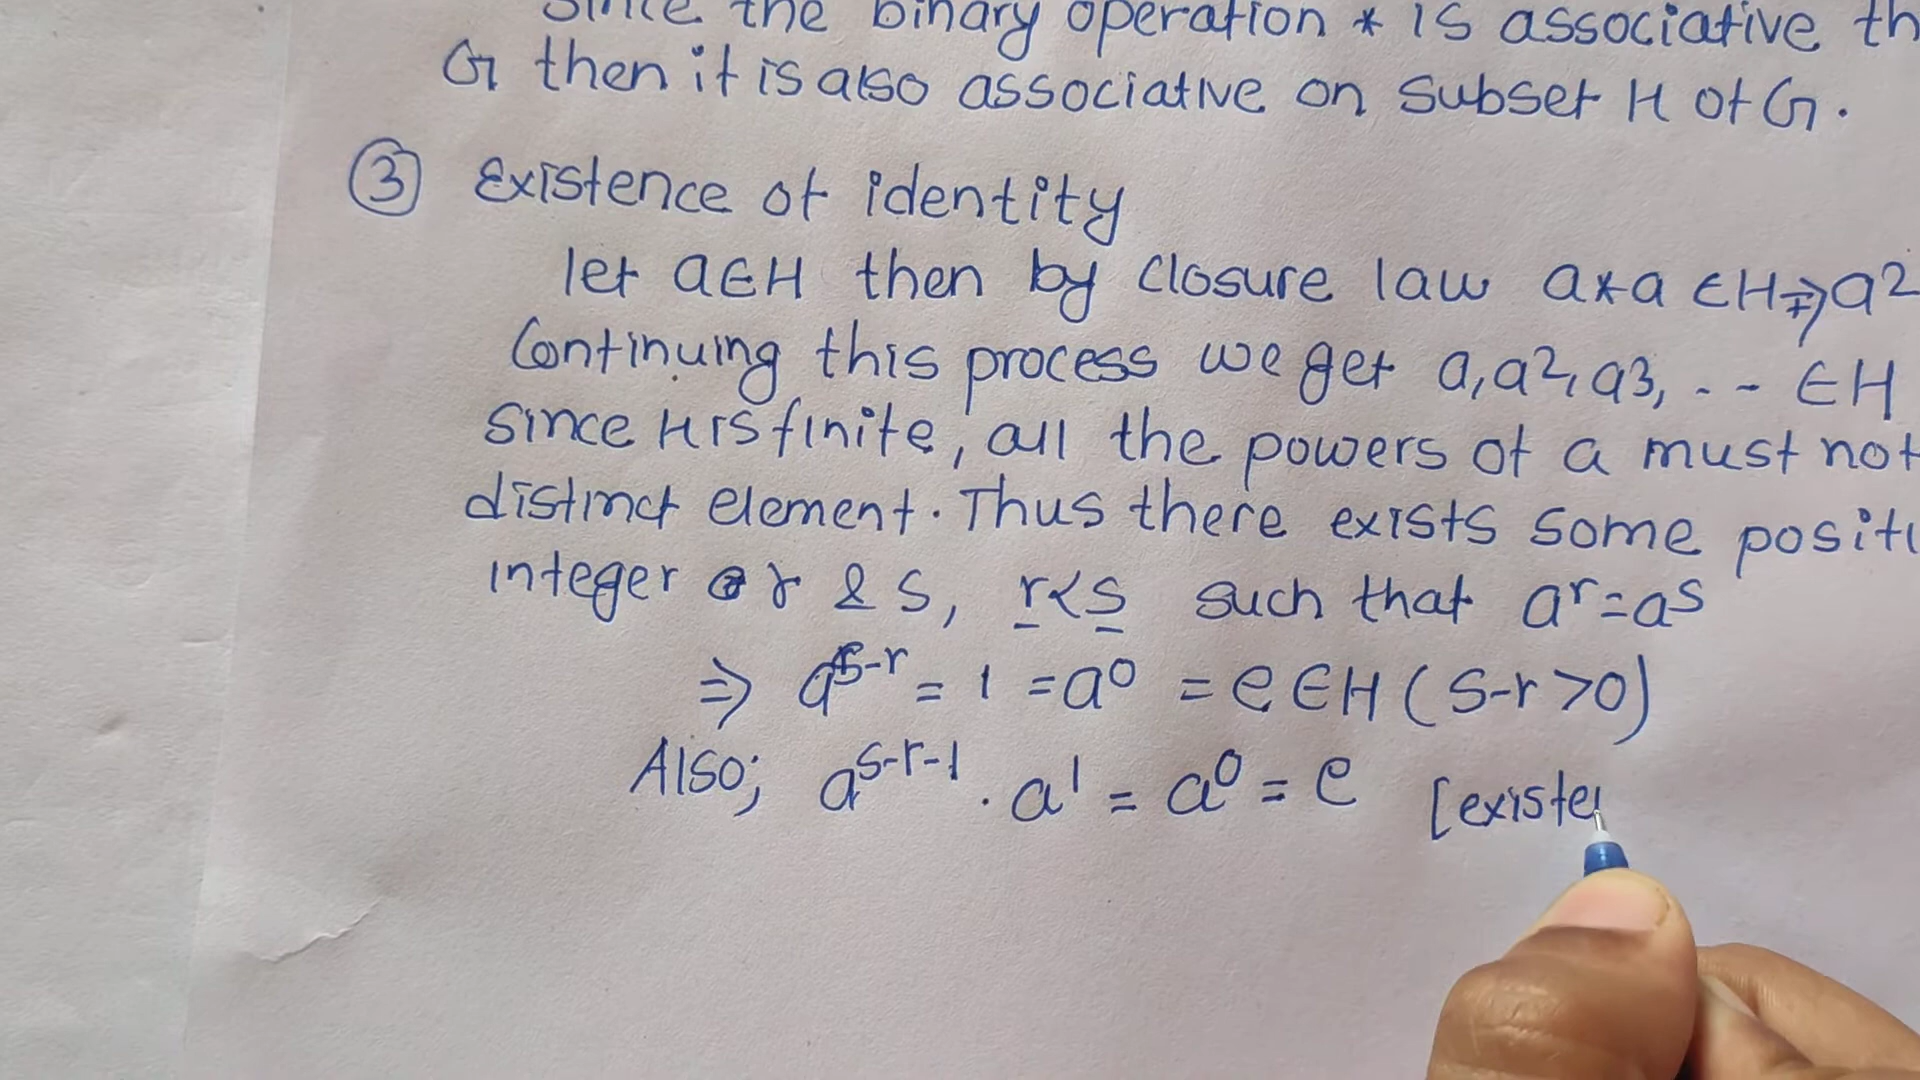 Since the binary operation * is associative th
G then it is also associative on subset H of G.
③ Existence of identity
let a∈H then by closure law a*a ∈H⇒a²
Continuing this process we get a, a², a3, . - - ∈H
since H is finite, all the powers of a must not
distinct element. Thus there exists some positi
integer r & s, r<s such that aʳ=aˢ
⇒ aˢ⁻ʳ = 1 = a⁰ = e ∈H ( s-r >0)
Also; aˢ⁻ʳ⁻¹ . a¹ = a⁰ = e [existe